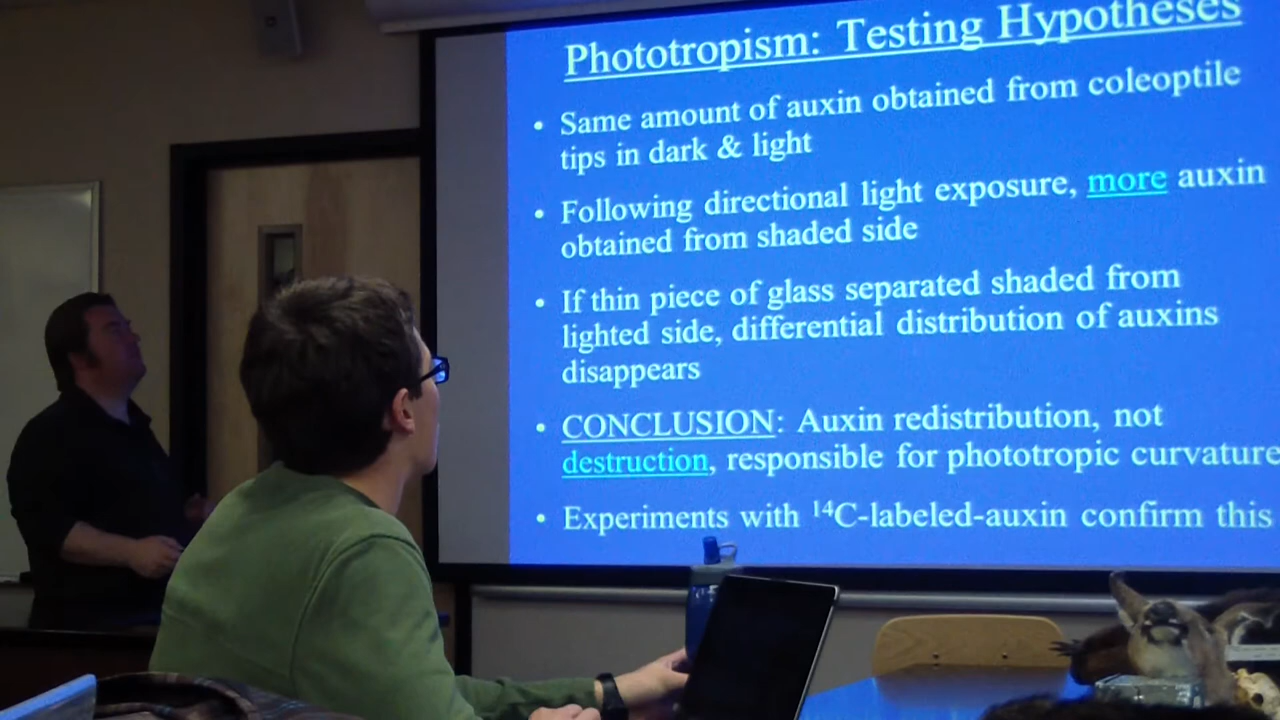 Phototropism: Testing Hypotheses
• Same amount of auxin obtained from coleoptile
tips in dark & light
• Following directional light exposure, more auxin
obtained from shaded side
• If thin piece of glass separated shaded from
lighted side, differential distribution of auxins
disappears
• CONCLUSION: Auxin redistribution, not
destruction, responsible for phototropic curvature
• Experiments with ¹⁴C-labeled-auxin confirm this